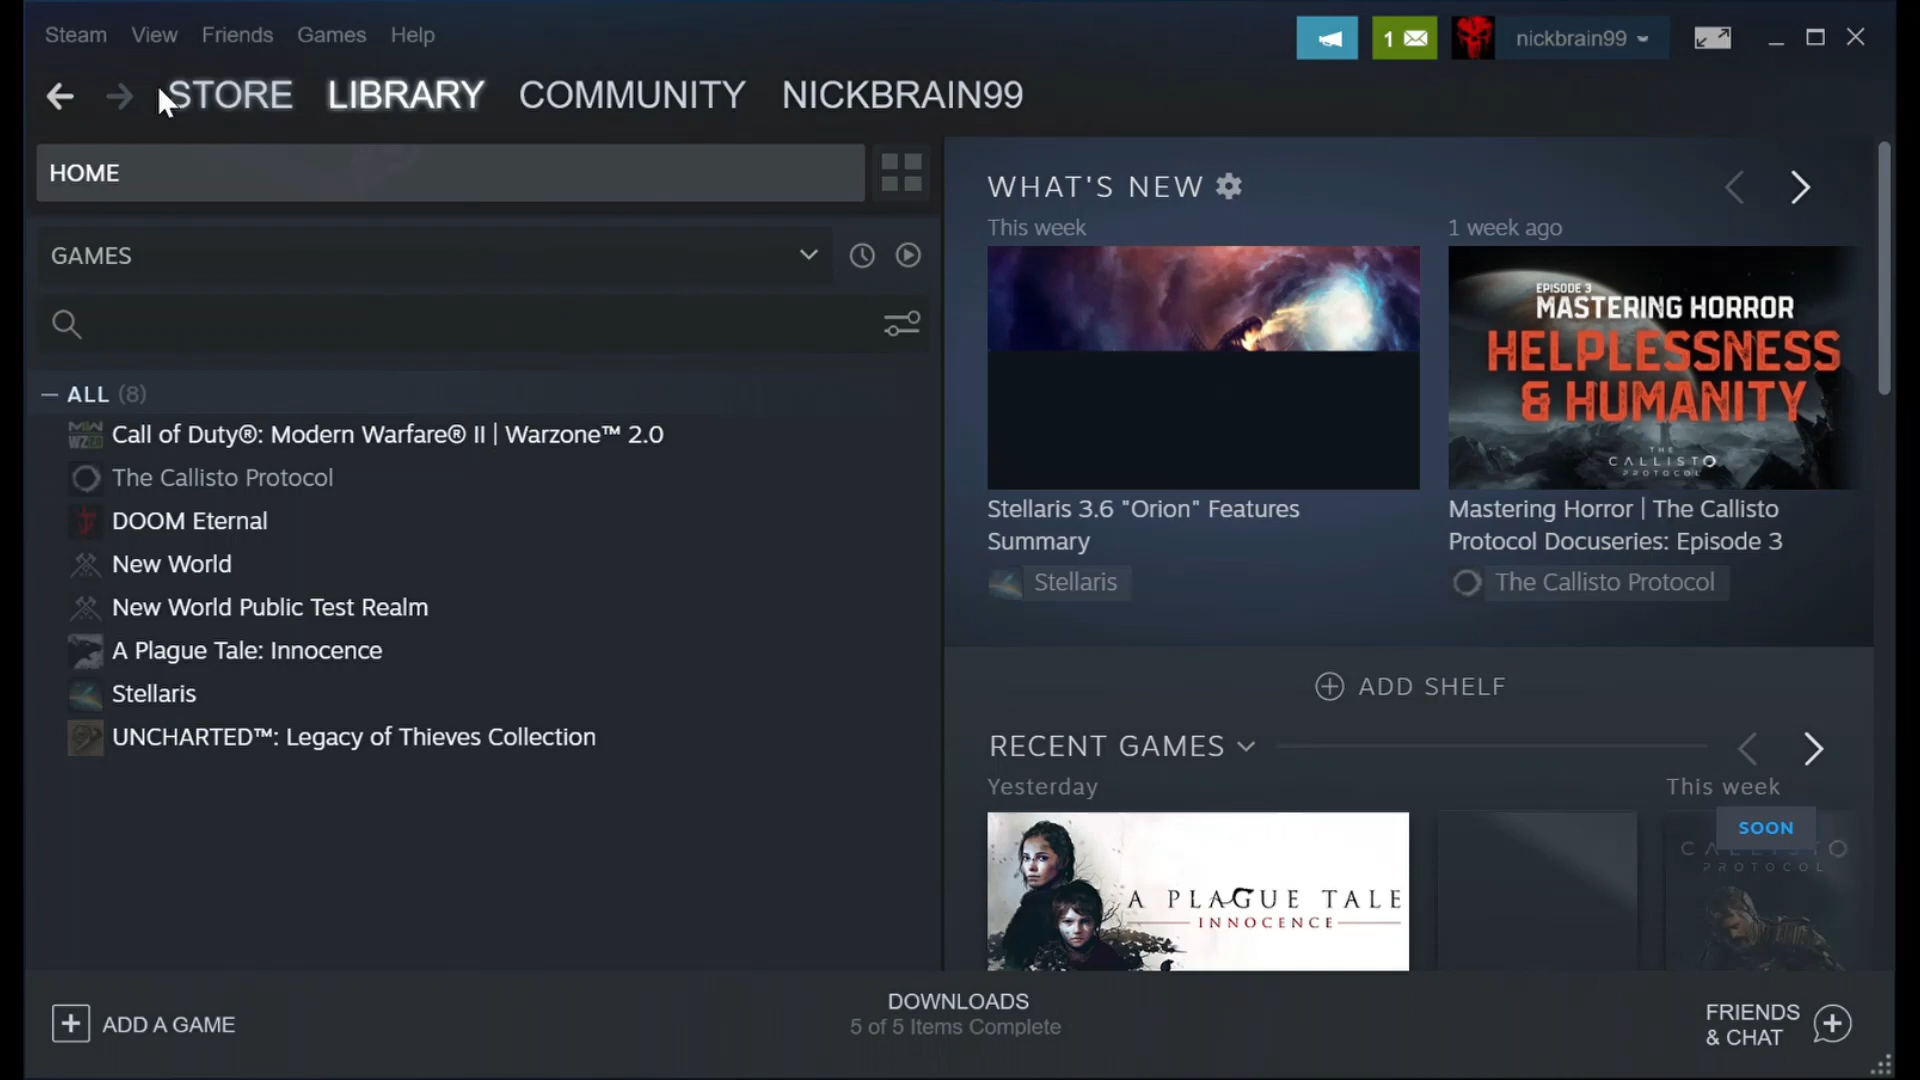 Steam View Friends Games Help
1
nickbrain99
STORE LIBRARY COMMUNITY NICKBRAIN99
HOME
GAMES
ALL (8)
Call of Duty®: Modern Warfare® II | Warzone™ 2.0
The Callisto Protocol
DOOM Eternal
New World
New World Public Test Realm
A Plague Tale: Innocence
Stellaris
UNCHARTED™: Legacy of Thieves Collection
WHAT'S NEW
This week
Stellaris 3.6 "Orion" Features
Summary
Stellaris
1 week ago
EPISODE 3
MASTERING HORROR
HELPLESSNESS
& HUMANITY
THE
CALLISTO
PROTOCOL
Mastering Horror | The Callisto
Protocol Docuseries: Episode 3
The Callisto Protocol
ADD SHELF
RECENT GAMES
Yesterday
A PLAGUE TALE
INNOCENCE
This week
SOON
CALLISTO
PROTOCOL
ADD A GAME
DOWNLOADS
5 of 5 Items Complete
FRIENDS
& CHAT